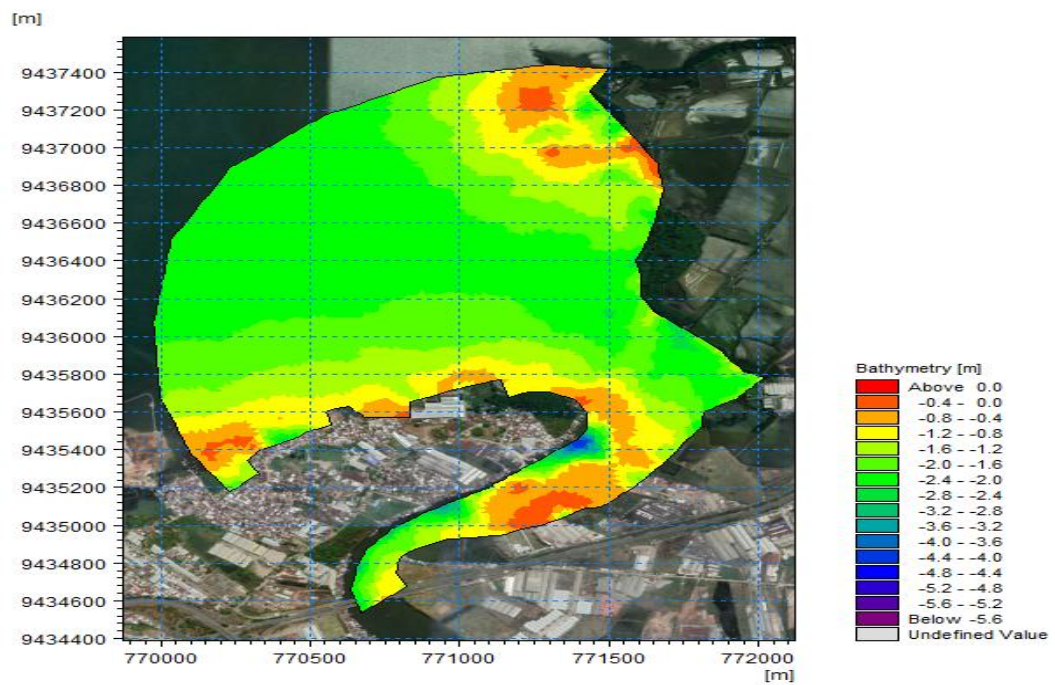 [m]
9437400
9437200
9437000
9436800
9436600
9436400
9436200
9436000
9435800
9435600
9435400
9435200
9435000
9434800
9434600
9434400
770000 770500 771000 771500 772000
[m]
Bathymetry [m]
Above 0.0
-0.4 - 0.0
-0.8 - -0.4
-1.2 - -0.8
-1.6 - -1.2
-2.0 - -1.6
-2.4 - -2.0
-2.8 - -2.4
-3.2 - -2.8
-3.6 - -3.2
-4.0 - -3.6
-4.4 - -4.0
-4.8 - -4.4
-5.2 - -4.8
-5.6 - -5.2
Below -5.6
Undefined Value